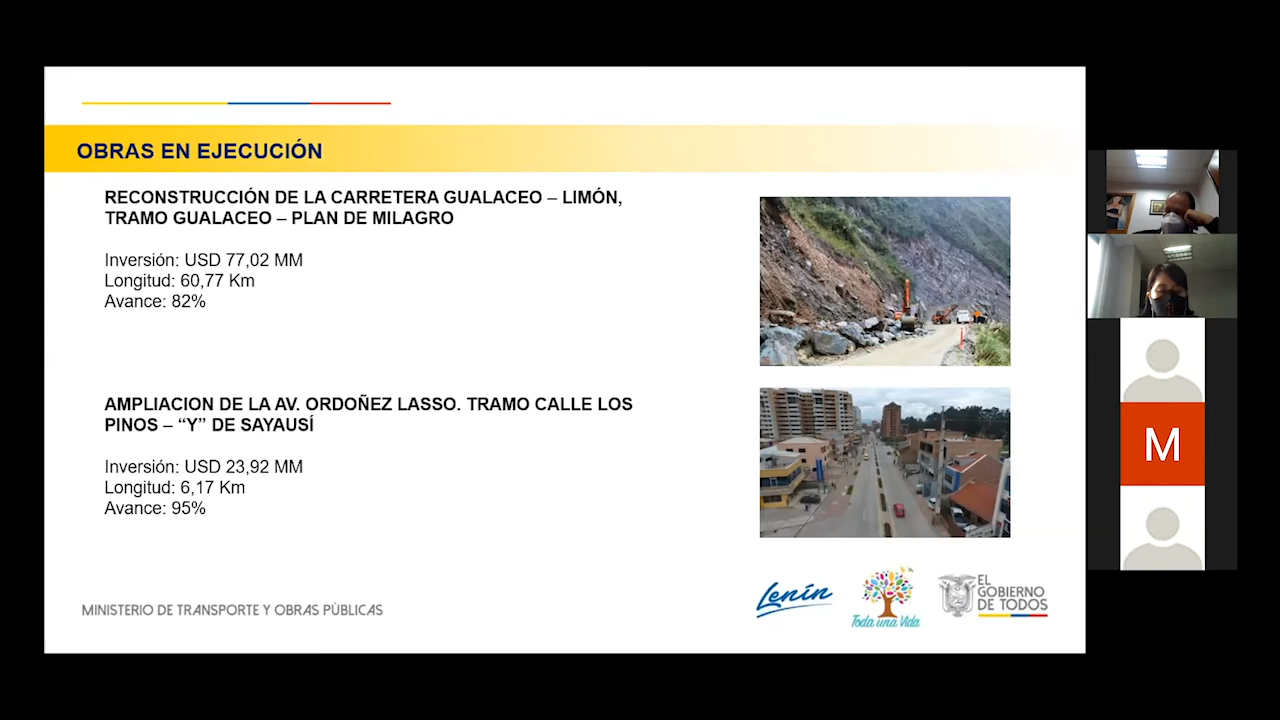 OBRAS EN EJECUCIÓN
RECONSTRUCCIÓN DE LA CARRETERA GUALACEO – LIMÓN,
TRAMO GUALACEO – PLAN DE MILAGRO
Inversión: USD 77,02 MM
Longitud: 60,77 Km
Avance: 82%
AMPLIACION DE LA AV. ORDOÑEZ LASSO. TRAMO CALLE LOS
PINOS – “Y” DE SAYAUSÍ
Inversión: USD 23,92 MM
Longitud: 6,17 Km
Avance: 95%
MINISTERIO DE TRANSPORTE Y OBRAS PÚBLICAS
Lenín
Toda una Vida
EL
GOBIERNO
DE TODOS
M